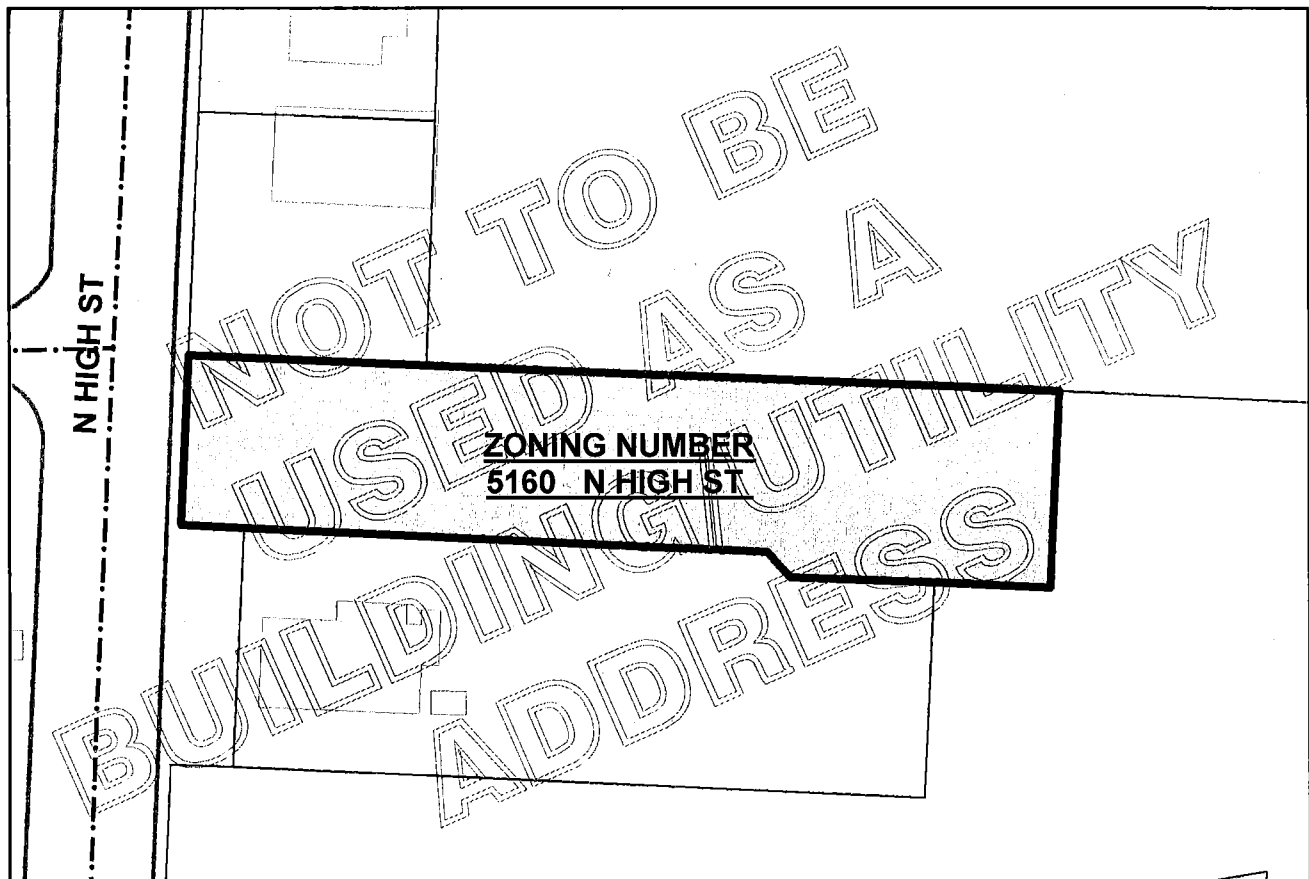 NOT TO BE
USED AS A
BUILDING/UTILITY
ADDRESS
N HIGH ST
ZONING NUMBER
5160 N HIGH ST